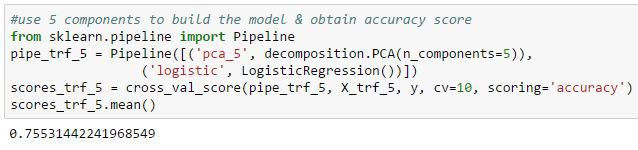 #use 5 components to build the model & obtain accuracy score
from sklearn.pipeline import Pipeline
pipe_trf_5 = Pipeline([('pca_5', decomposition.PCA(n_components=5)),
('logistic', LogisticRegression())])
scores_trf_5 = cross_val_score(pipe_trf_5, X_trf_5, y, cv=10, scoring='accuracy')
scores_trf_5.mean()
0.75531442241968549